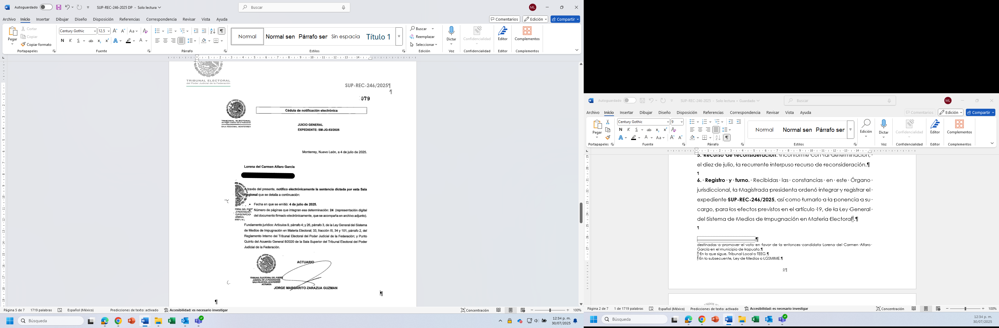 Autoguardado
SUP-REC-246-2025 DP - Solo lectura
Buscar
ML
Archivo Inicio Insertar Dibujar Diseño Disposición Referencias Correspondencia Revisar Vista Ayuda
Comentarios Edición Compartir
Pegar
Cortar
Copiar
Copiar formato
Portapapeles
Century Gothic 12.5
Fuente
Párrafo
Normal Normal sen Párrafo ser Sin espacia Título 1
Estilos
Buscar
Reemplazar
Seleccionar
Edición
Dictar
Voz
Confidencialidad
Confidencialidad
Editor
Editor
Complementos
Complementos
TRIBUNAL ELECTORAL
del Poder Judicial de la Federación
SUP-REC-246/2025¶
¶
079
ESTADOS UNIDOS MEXICANOS
TRIBUNAL ELECTORAL
del Poder Judicial de la Federación
SALA REGIONAL MONTERREY
Cédula de notificación electrónica
JUICIO GENERAL
EXPEDIENTE: SM-JG-53/2025
Monterrey, Nuevo León, a 4 de julio de 2025.
Lorena del Carmen Alfaro García
A través del presente, notifico electrónicamente la sentencia dictada por esta Sala
Regional que se detalla a continuación:
• Fecha en que se emitió: 4 de julio de 2025.
• Número de páginas que integran esa determinación: 24 (representación digital
del documento firmado electrónicamente, que se acompaña en archivo adjunto).
Fundamento jurídico: Artículos 9, párrafo 4; y 26, párrafo 3, de la Ley General del Sistema
de Medios de Impugnación en Materia Electoral; 33, fracción III, 34 y 101, párrafo 2, del
Reglamento Interno del Tribunal Electoral del Poder Judicial de la Federación; y Punto
Quinto del Acuerdo General 8/2020 de la Sala Superior del Tribunal Electoral del Poder
Judicial de la Federación.
ACTUARIO
TRIBUNAL ELECTORAL DEL PODER
JUDICIAL DE LA FEDERACIÓN
SALA REGIONAL MONTERREY
ACTUARÍA
JORGE MARGARITO ZARAZUA GUZMAN
¶
¶
Página 5 de 7 1719 palabras Español (México) Predicciones de texto: activado Accesibilidad: es necesario investigar
Concentración 100%
Búsqueda
12:34 p. m.
30/07/2025
Autoguardado
SUP-REC-246-2025 - Solo lectura • Guardado
Buscar
ML
Archivo Inicio Insertar Dibujar Diseño Disposición Referencias Correspondencia Revisar Vista Ayuda
Comentarios Edición Compartir
Pegar
Portapapeles
Century Gothic 9
Fuente
Párrafo
Normal Normal sen Párrafo ser
Estilos
Edición
Dictar
Voz
Confidencialidad
Confidencialidad
Editor
Editor
Complementos
Complementos
5. Recurso de reconsideración. Inconforme con tal determinación,
el diez de julio, la recurrente interpuso recurso de reconsideración.¶
¶
6. Registro y turno. Recibidas las constancias en este Órgano
jurisdiccional, la Magistrada presidenta ordenó integrar y registrar el
expediente SUP-REC-246/2025, así como turnarlo a la ponencia a su
cargo, para los efectos previstos en el artículo 19, de la Ley General
del Sistema de Medios de Impugnación en Materia Electoral.¶
¶
¶
destinadas a promover el voto en favor de la entonces candidata Lorena del Carmen Alfaro
García en el municipio de Irapuato.¶
En lo que sigue, Tribunal Local o TEEG.¶
En lo subsecuente, Ley de Medios o LGSMIME.¶
2¶
Página 2 de 7 1 de 1719 palabras Español (México) Predicciones de texto: activado Accesibilidad: es necesario investigar
Concentración 100%
Búsqueda
12:34 p. m.
30/07/2025